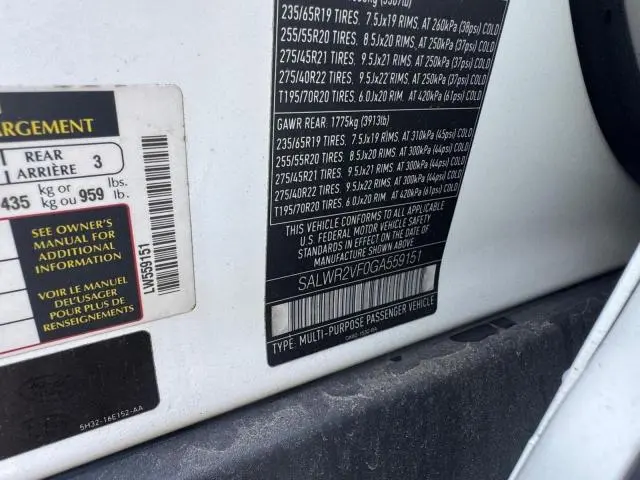 235/65R19 TIRES. 7.5Jx19 RIMS. AT 260kPa (38psi) COLD
255/55R20 TIRES. 8.5Jx20 RIMS. AT 250kPa (37psi) COLD
275/45R21 TIRES. 9.5Jx21 RIMS. AT 250kPa (37psi) COLD
275/40R22 TIRES. 9.5Jx22 RIMS. AT 250kPa (37psi) COLD
T195/70R20 TIRES. 6.0Jx20 RIM. AT 420kPa (61psi) COLD
GAWR REAR: 1775kg (3913lb)
235/65R19 TIRES. 7.5Jx19 RIMS. AT 310kPa (45psi) COLD
255/55R20 TIRES. 8.5Jx20 RIMS. AT 300kPa (44psi) COLD
275/45R21 TIRES. 9.5Jx21 RIMS. AT 300kPa (44psi) COLD
275/40R22 TIRES. 9.5Jx22 RIMS. AT 300kPa (44psi) COLD
T195/70R20 TIRES. 6.0Jx20 RIM. AT 420kPa (61psi) COLD
THIS VEHICLE CONFORMS TO ALL APPLICABLE
U.S. FEDERAL MOTOR VEHICLE SAFETY
STANDARDS IN EFFECT ON THE DATE OF
MANUFACTURE SHOWN ABOVE.
SALWR2VF0GA559151
TYPE: MULTI-PURPOSE PASSENGER VEHICLE
ARGEMENT
REAR
ARRIÈRE 3
435 kg or kg ou 959 lbs. lb.
SEE OWNER'S
MANUAL FOR
ADDITIONAL
INFORMATION
VOIR LE MANUEL
DEL'USAGER
POUR PLUS DE
RENSEIGNEMENTS
LW559151
5H32-16E152-AA